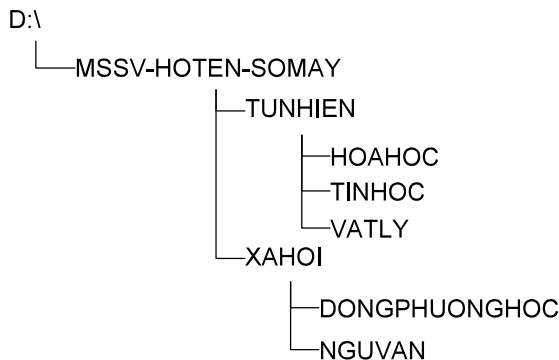 D:\
MSSV-HOTEN-SOMAY
TUNHIEN
HOAHOC
TINHOC
VATLY
XAHOI
DONGPHUONGHOC
NGUVAN